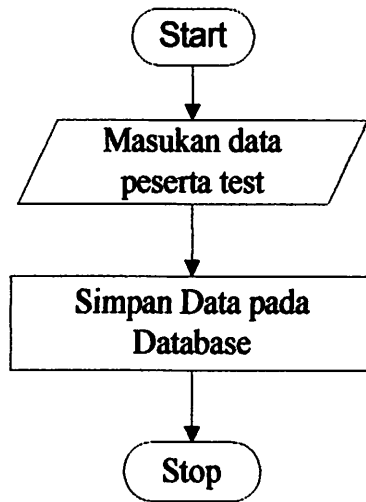 Start
Masukan data
peserta test
Simpan Data pada
Database
Stop